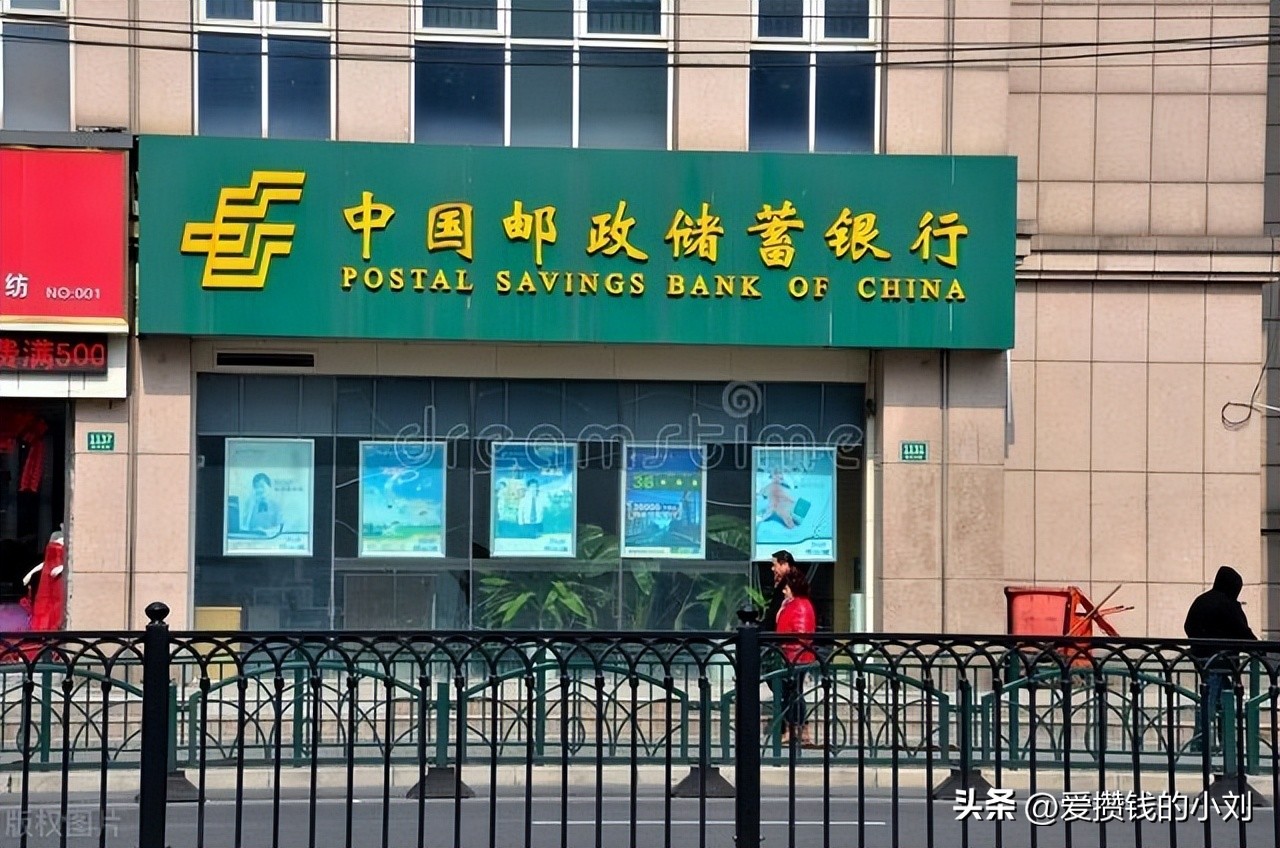 中国邮政储蓄银行
POSTAL SAVINGS BANK OF CHINA
纺 NO:001
费满500
1137
dreamstime
头条 @爱攒钱的小刘
版权图片